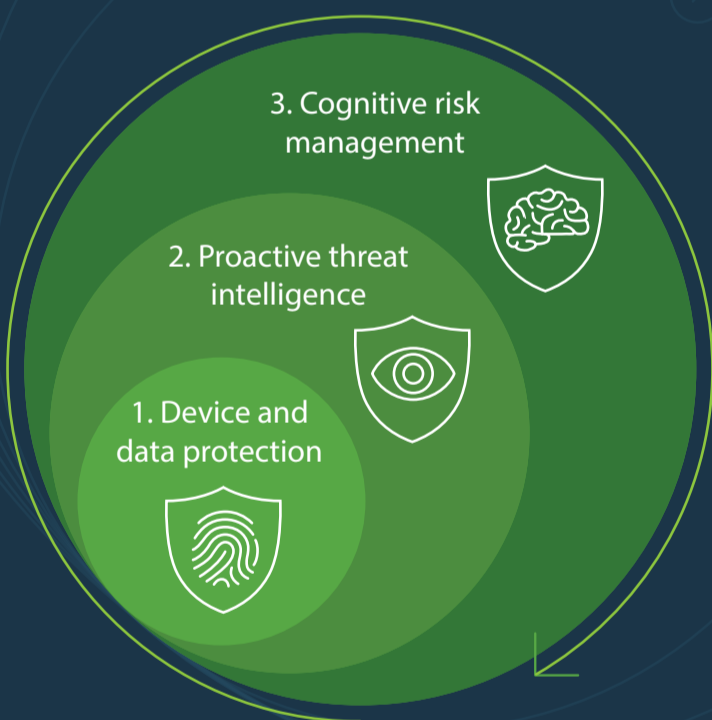 3. Cognitive risk
management
2. Proactive threat
intelligence
1. Device and
data protection